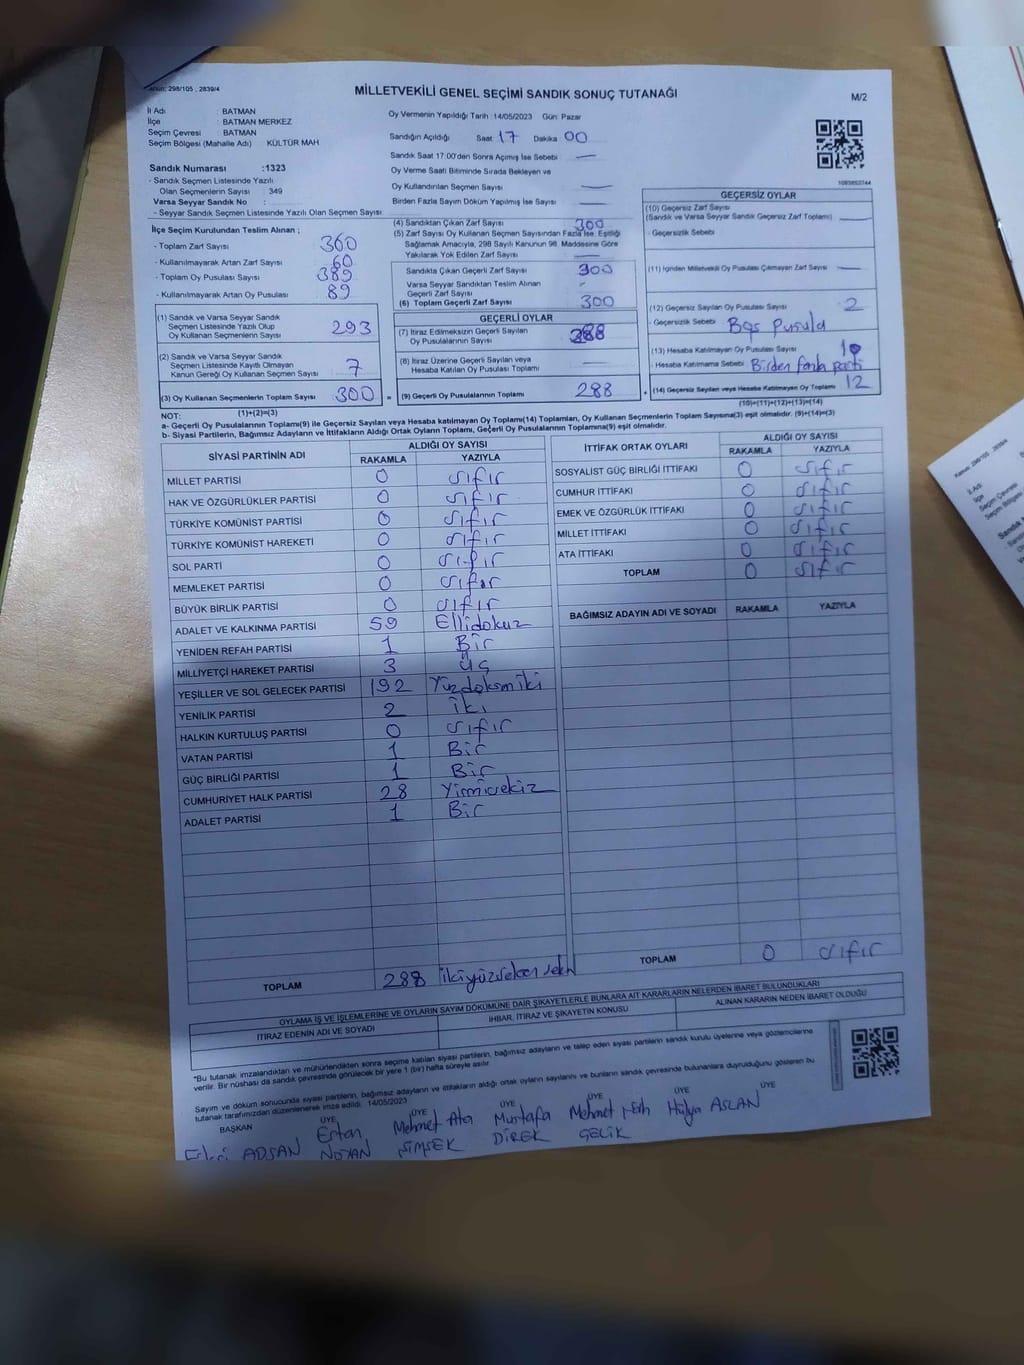 Kanun: 298/105 ; 2839/4
MİLLETVEKİLİ GENEL SEÇİMİ SANDIK SONUÇ TUTANAĞI
M/2
İl Adı : BATMAN
İlçe : BATMAN MERKEZ
Seçim Çevresi : BATMAN
Seçim Bölgesi (Mahalle Adı) KÜLTÜR MAH
Sandık Numarası :1323
- Sandık Seçmen Listesinde Yazılı
Olan Seçmenlerin Sayısı : 349
Varsa Seyyar Sandık No :
- Seyyar Sandık Seçmen Listesinde Yazılı Olan Seçmen Sayısı
Oy Vermenin Yapıldığı Tarih :14/05/2023 Gün: Pazar
Sandığın Açıldığı Saat 17 Dakika 00
Sandık Saat 17:00'den Sonra Açımış İse Sebebi —
Oy Verme Saati Bitiminde Sırada Bekleyen ve
Oy Kullandırılan Seçmen Sayısı —
Birden Fazla Sayım Döküm Yapılmış İse Sayısı —
1093853744
İlçe Seçim Kurulundan Teslim Alınan ;
- Toplam Zarf Sayısı 360
- Kullanılmayarak Artan Zarf Sayısı 60
- Toplam Oy Pusulası Sayısı 389
- Kullanılmayarak Artan Oy Pusulası 89
(1) Sandık ve Varsa Seyyar Sandık
Seçmen Listesinde Yazılı Olup
Oy Kullanan Seçmenlerin Sayısı 293
(2) Sandık ve Varsa Seyyar Sandık
Seçmen Listesinde Kayıtlı Olmayan
Kanun Gereği Oy Kullanan Seçmen Sayısı 7
(3) Oy Kullanan Seçmenlerin Toplam Sayısı 300 =
(1)+(2)=(3)
(4) Sandıktan Çıkan Zarf Sayısı 300
(5) Zarf Sayısı Oy Kullanan Seçmen Sayısından Fazla İse, Eşitliği
Sağlamak Amacıyla, 298 Sayılı Kanunun 98. Maddesine Göre
Yakılarak Yok Edilen Zarf Sayısı —
Sandıkta Çıkan Geçerli Zarf Sayısı 300
Varsa Seyyar Sandıktan Teslim Alınan
Geçerli Zarf Sayısı -
(6) Toplam Geçerli Zarf Sayısı 300
GEÇERLİ OYLAR
(7) İtiraz Edilmeksizin Geçerli Sayılan
Oy Pusulalarının Sayısı 288
(8) İtiraz Üzerine Geçerli Sayılan veya
Hesaba Katılan Oy Pusulası Toplamı —
(9) Geçerli Oy Pusulalarının Toplamı 288 +
GEÇERSİZ OYLAR
(10) Geçersiz Zarf Sayısı
(Sandık ve Varsa Seyyar Sandık Geçersiz Zarf Toplamı) —
- Geçersizlik Sebebi
(11) İçinden Milletvekili Oy Pusulası Çıkmayan Zarf Sayısı —
(12) Geçersiz Sayılan Oy Pusulası Sayısı 2
- Geçersizlik Sebebi Boş Pusula
(13) Hesaba Katılmayan Oy Pusulası Sayısı 10
- Hesaba Katılmama Sebebi Birden fazla parti
(14) Geçersiz Sayılan veya Hesaba Katılmayan Oy Toplamı 12
(10)+(11)+(12)+(13)=(14)
NOT:
a- Geçerli Oy Pusulalarının Toplamı(9) ile Geçersiz Sayılan veya Hesaba katılmayan Oy Toplamı(14) Toplamları, Oy Kullanan Seçmenlerin Toplam Sayısına(3) eşit olmalıdır. (9)+(14)=(3)
b- Siyasi Partilerin, Bağımsız Adayların ve İttifakların Aldığı Ortak Oyların Toplamı, Geçerli Oy Pusulalarının Toplamına(9) eşit olmalıdır.
SİYASİ PARTİNİN ADI ALDIĞI OY SAYISI
RAKAMLA YAZIYLA
MİLLET PARTİSİ 0 sıfır
HAK VE ÖZGÜRLÜKLER PARTİSİ 0 sıfır
TÜRKİYE KOMÜNİST PARTİSİ 0 sıfır
TÜRKİYE KOMÜNİST HAREKETİ 0 sıfır
SOL PARTİ 0 sıfır
MEMLEKET PARTİSİ 0 sıfır
BÜYÜK BİRLİK PARTİSİ 0 sıfır
ADALET VE KALKINMA PARTİSİ 59 Ellidokuz
YENİDEN REFAH PARTİSİ 1 Bir
MİLLİYETÇİ HAREKET PARTİSİ 3 üç
YEŞİLLER VE SOL GELECEK PARTİSİ 192 Yüzdoksaniki
YENİLİK PARTİSİ 2 iki
HALKIN KURTULUŞ PARTİSİ 0 sıfır
VATAN PARTİSİ 1 Bir
GÜÇ BİRLİĞİ PARTİSİ 1 Bir
CUMHURİYET HALK PARTİSİ 28 Yirmisekiz
ADALET PARTİSİ 1 Bir
TOPLAM 288 ikiyüzseksen
İTTİFAK ORTAK OYLARI ALDIĞI OY SAYISI
RAKAMLA YAZIYLA
SOSYALİST GÜÇ BİRLİĞİ İTTİFAKI 0 sıfır
CUMHUR İTTİFAKI 0 sıfır
EMEK VE ÖZGÜRLÜK İTTİFAKI 0 sıfır
MİLLET İTTİFAKI 0 sıfır
ATA İTTİFAKI 0 sıfır
TOPLAM 0 sıfır
BAĞIMSIZ ADAYIN ADI VE SOYADI RAKAMLA YAZIYLA
TOPLAM 0 sıfır
OYLAMA İŞ VE İŞLEMLERİNE VE OYLARIN SAYIM DÖKÜMÜNE DAİR ŞİKAYETLERLE BUNLARA AİT KARARLARIN NELERDEN İBARET BULUNDUKLARI
İTİRAZ EDENİN ADI VE SOYADI İHBAR, İTİRAZ VE ŞİKAYETİN KONUSU ALINAN KARARIN NEDEN İBARET OLDUĞU
*Bu tutanak imzalandıktan ve mühürlendikten sonra seçime katılan siyasi partilerin, bağımsız adayların ve talep eden siyasi partilerin sandık kurulu üyelerine veya gözlemcilerine
verilir. Bir nüshası da sandık çevresinde görülecek bir yere 1 (bir) hafta süreyle asılır.
Sayım ve döküm sonucunda siyasi partilerin, bağımsız adayların ve ittifakların aldığı ortak oyların sayılarını ve bunların sandık çevresinde bulunanlara duyrulduğunu gösteren bu
tutanak tarafımızdan düzenlenerek imza edildi. 14/05/2023
BAŞKAN ÜYE ÜYE ÜYE ÜYE ÜYE ÜYE
ADSAN
Ertan NOYAN
Mehmet Ata ŞİMŞEK
Mustafa DİREK
Mehmet ÇELİK
Hülya ASLAN
Kanun: 298/105 ; 2839/4
İl Adı
İlçe
Seçim Çevresi
Seçim Bölgesi